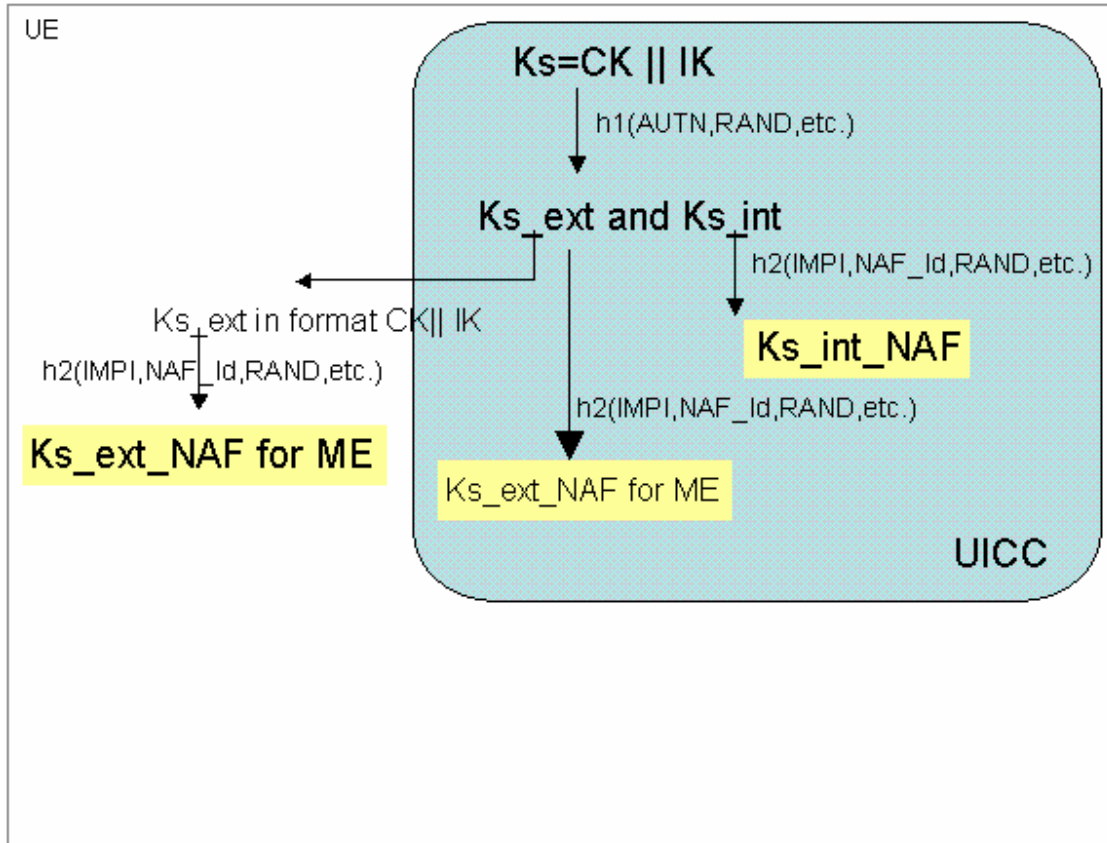 UE
Ks=CK || IK
h1(AUTN,RAND,etc.)
Ks_ext and Ks_int
h2(IMPI,NAF_Id,RAND,etc.)
Ks_ext in format CK|| IK
Ks_int_NAF
h2(IMPI,NAF_Id,RAND,etc.)
h2(IMPI,NAF_Id,RAND,etc.)
Ks_ext_NAF for ME
Ks_ext_NAF for ME
UICC